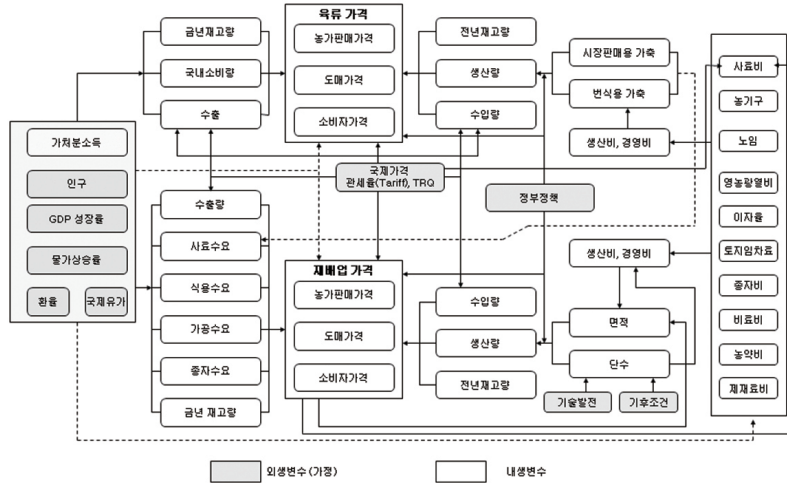 육류 가격
금년재고량
국내소비량
수출
농가판매가격
도매가격
소비자가격
전년재고량
생산량
수입량
시장판매용 가축
번식용 가축
생산비, 경영비
사료비
농기구
노임
영농광열비
이자율
토지임차료
종자비
비료비
농약비
제재료비
가처분소득
인구
GDP 성장률
물가상승률
환율
국제유가
국제가격
관세율(Tariff), TRQ
정부정책
수출량
사료수요
식용수요
가공수요
종자수요
금년 재고량
재배업 가격
농가판매가격
도매가격
소비자가격
수입량
생산량
전년재고량
생산비, 경영비
면적
단수
기술발전
기후조건
외생변수 (가정)
내생변수